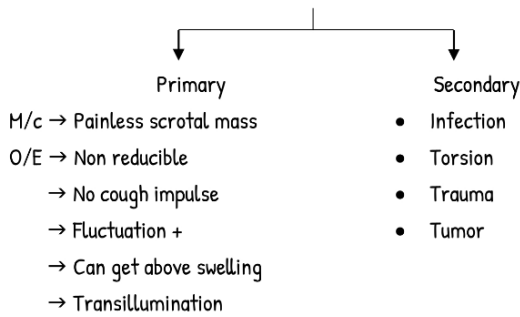 Primary
M/c → Painless scrotal mass
O/E → Non reducible
→ No cough impulse
→ Fluctuation +
→ Can get above swelling
→ Transillumination
Secondary
• Infection
• Torsion
• Trauma
• Tumor